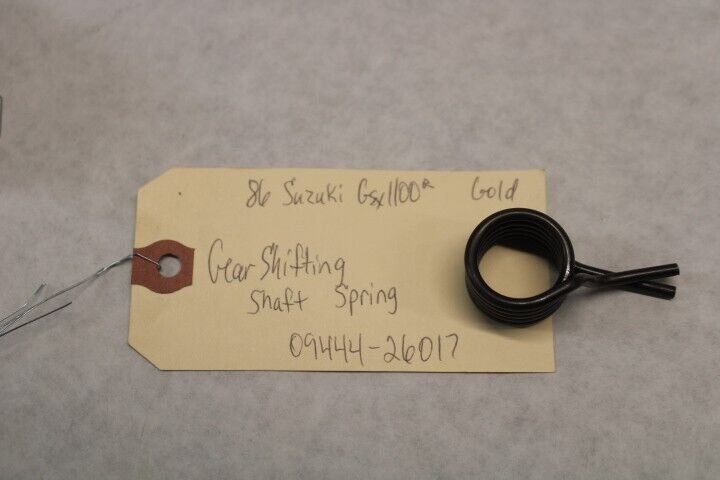 86 Suzuki Gsx1100R Gold
Gear Shifting
Shaft Spring
09444-26017